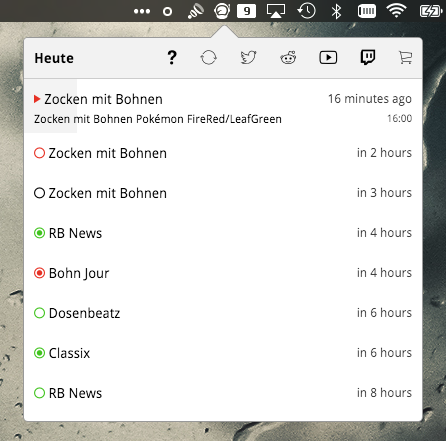 9
Heute ?
Zocken mit Bohnen 16 minutes ago
Zocken mit Bohnen Pokémon FireRed/LeafGreen 16:00
Zocken mit Bohnen in 2 hours
Zocken mit Bohnen in 3 hours
RB News in 4 hours
Bohn Jour in 4 hours
Dosenbeatz in 6 hours
Classix in 6 hours
RB News in 8 hours